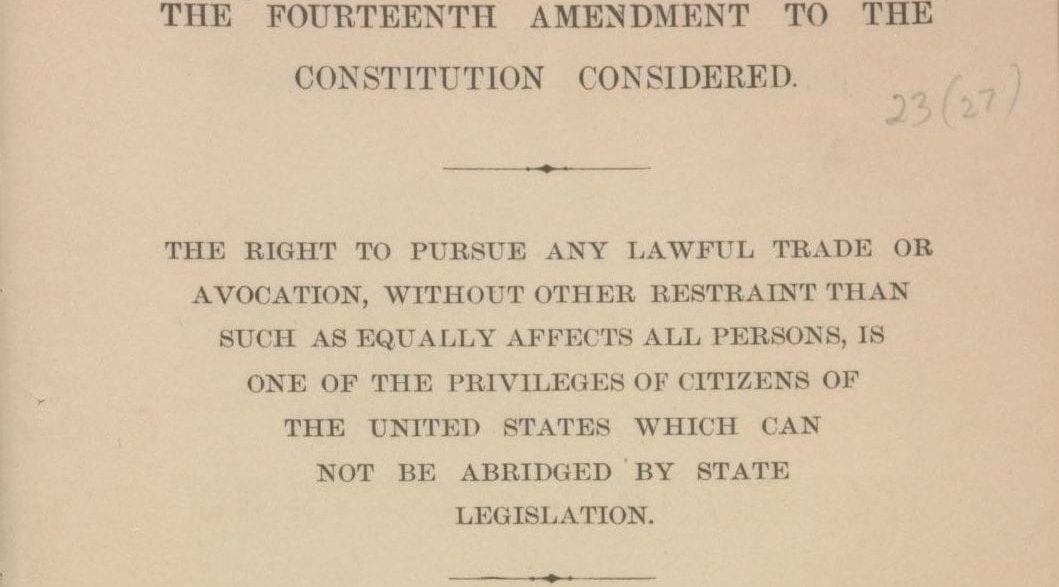 THE FOURTEENTH AMENDMENT TO THE
CONSTITUTION CONSIDERED.
23(27)
THE RIGHT TO PURSUE ANY LAWFUL TRADE OR
AVOCATION, WITHOUT OTHER RESTRAINT THAN
SUCH AS EQUALLY AFFECTS ALL PERSONS, IS
ONE OF THE PRIVILEGES OF CITIZENS OF
THE UNITED STATES WHICH CAN
NOT BE ABRIDGED BY STATE
LEGISLATION.